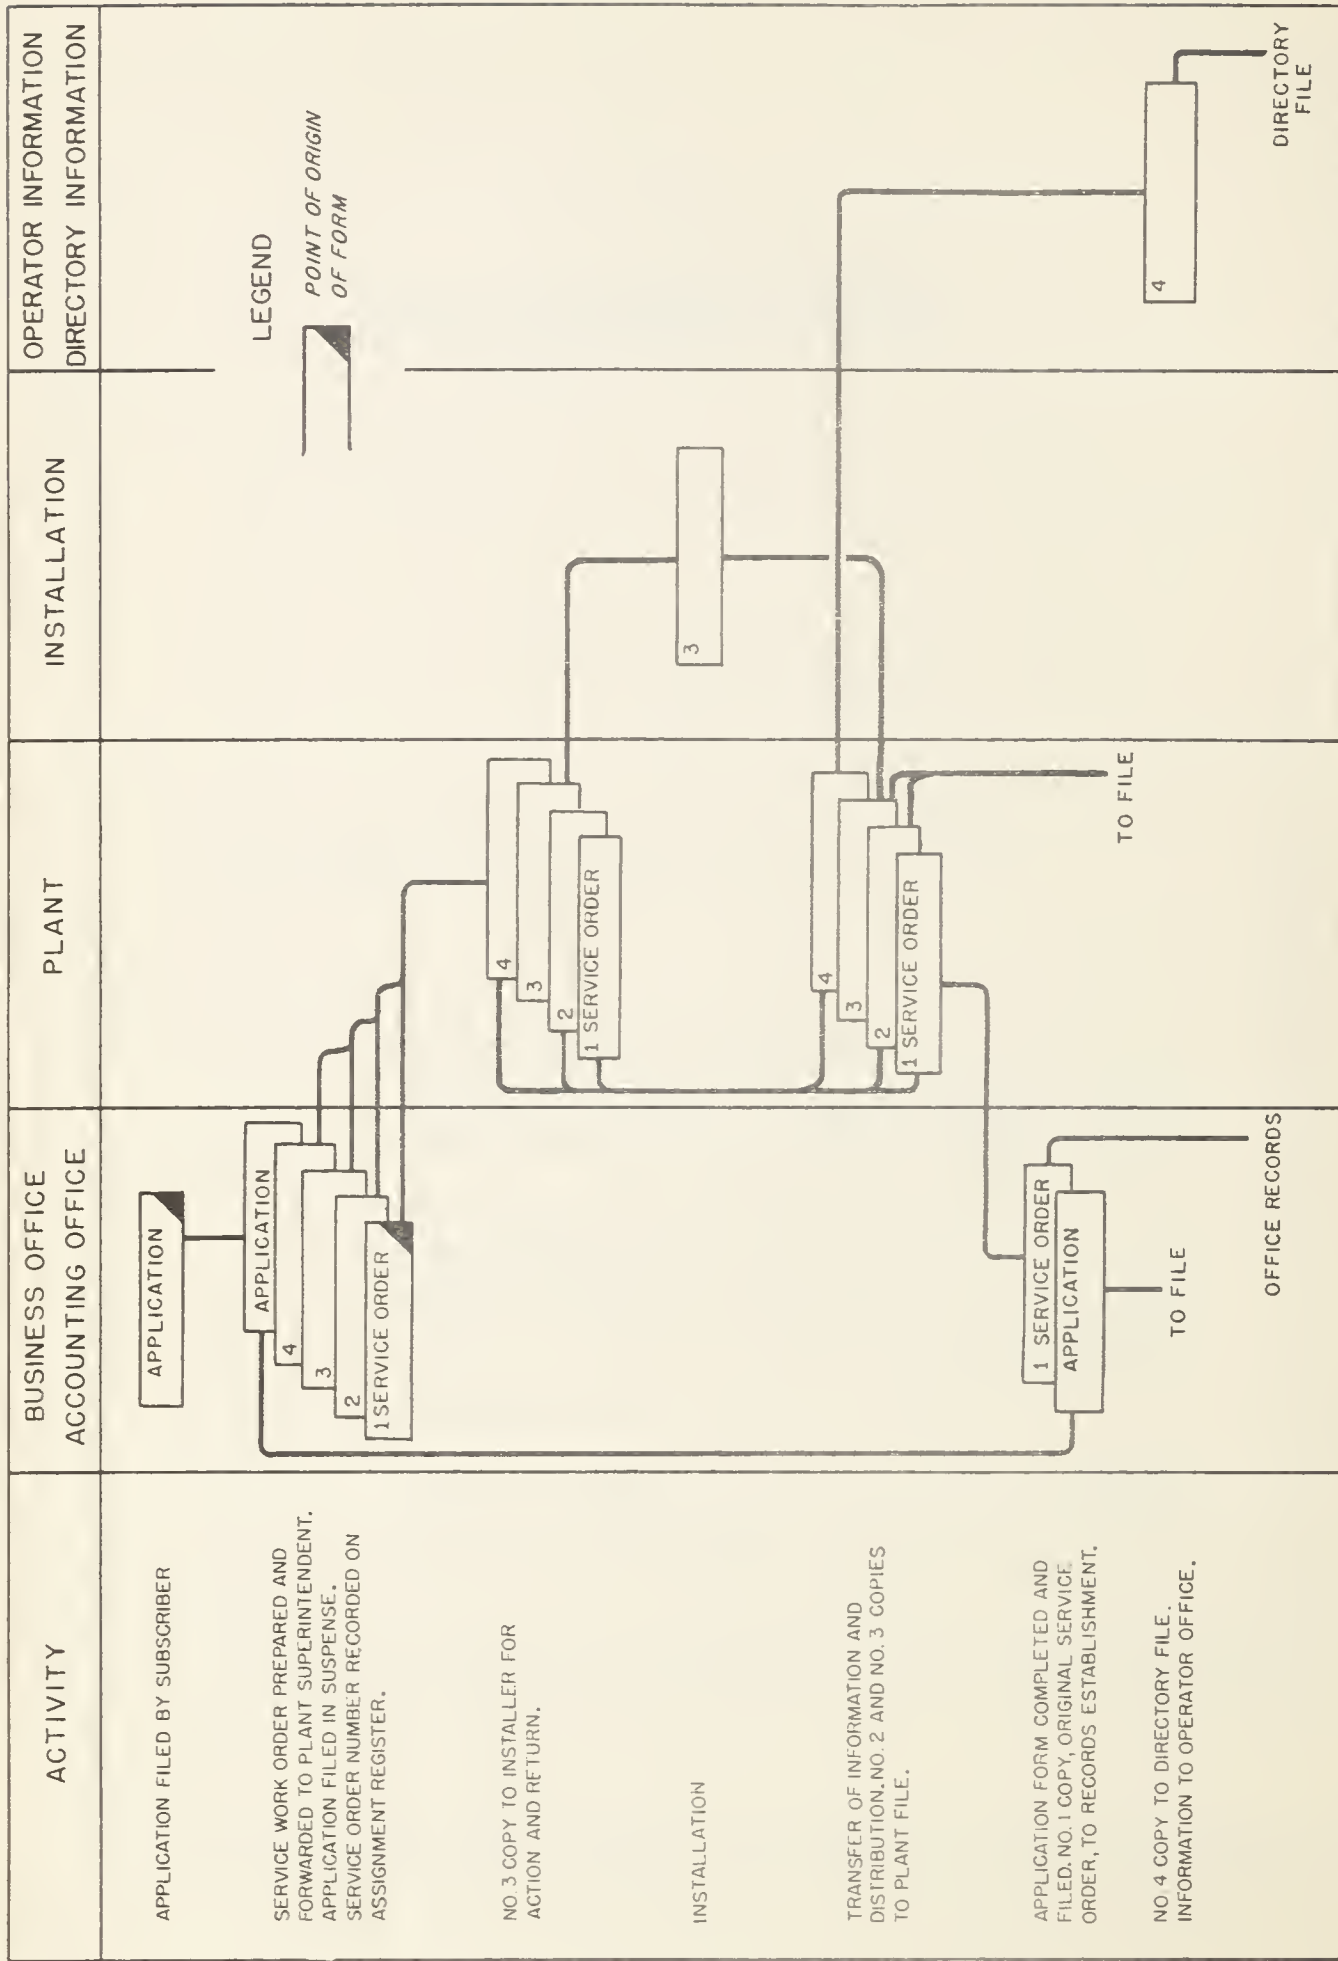 ACTIVITY
BUSINESS OFFICE
ACCOUNTING OFFICE
PLANT
INSTALLATION
OPERATOR INFORMATION
DIRECTORY INFORMATION
APPLICATION FILED BY SUBSCRIBER
APPLICATION
LEGEND
POINT OF ORIGIN
OF FORM
SERVICE WORK ORDER PREPARED AND
FORWARDED TO PLANT SUPERINTENDENT.
APPLICATION FILED IN SUSPENSE.
SERVICE ORDER NUMBER RECORDED ON
ASSIGNMENT REGISTER.
APPLICATION
4
3
2
1 SERVICE ORDER
NO. 3 COPY TO INSTALLER FOR
ACTION AND RETURN.
4
3
2
1 SERVICE ORDER
INSTALLATION
3
TRANSFER OF INFORMATION AND
DISTRIBUTION. NO. 2 AND NO. 3 COPIES
TO PLANT FILE.
4
3
2
1 SERVICE ORDER
TO FILE
APPLICATION FORM COMPLETED AND
FILED. NO. 1 COPY, ORIGINAL SERVICE
ORDER, TO RECORDS ESTABLISHMENT.
1 SERVICE ORDER
APPLICATION
TO FILE
OFFICE RECORDS
NO. 4 COPY TO DIRECTORY FILE.
INFORMATION TO OPERATOR OFFICE.
4
DIRECTORY
FILE